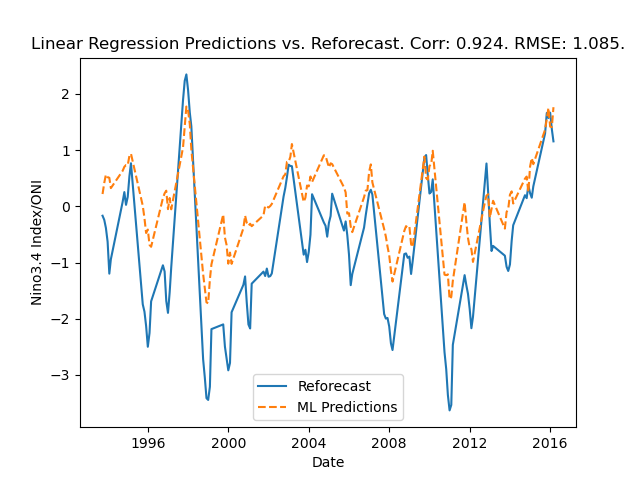 Linear Regression Predictions vs. Reforecast. Corr: 0.924. RMSE: 1.085.
Nino3.4 Index/ONI
2
1
0
−1
−2
−3
Reforecast
ML Predictions
1996 2000 2004 2008 2012 2016
Date